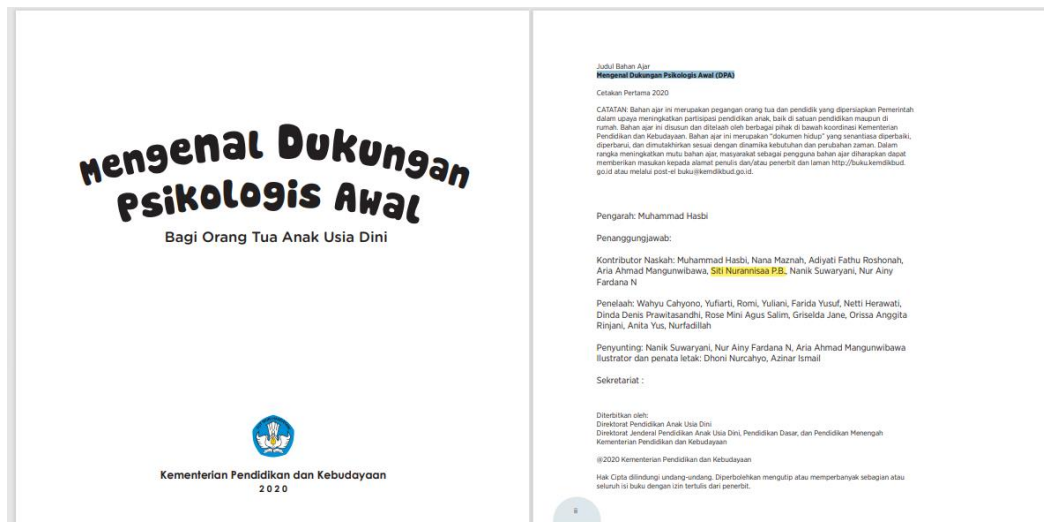 Mengenal Dukungan
Psikologis Awal
Bagi Orang Tua Anak Usia Dini
Kementerian Pendidikan dan Kebudayaan
2020
Judul Bahan Ajar
Mengenal Dukungan Psikologis Awal (DPA)
Cetakan Pertama 2020
CATATAN: Bahan ajar ini merupakan pegangan orang tua dan pendidik yang dipersiapkan Pemerintah
dalam upaya meningkatkan partisipasi pendidikan anak, baik di satuan pendidikan maupun di
rumah. Bahan ajar ini disusun dan ditelaah oleh berbagai pihak di bawah koordinasi Kementerian
Pendidikan dan Kebudayaan. Bahan ajar ini merupakan "dokumen hidup" yang senantiasa diperbaiki,
diperbarui, dan dimutakhirkan sesuai dengan dinamika kebutuhan dan perubahan zaman. Dalam
rangka meningkatkan mutu bahan ajar, masyarakat sebagai pengguna bahan ajar diharapkan dapat
memberikan masukan kepada alamat penulis dan/atau penerbit dan laman http://buku.kemdikbud.
go.id atau melalui post-el buku@kemdikbud.go.id.
Pengarah: Muhammad Hasbi
Penanggungjawab:
Kontributor Naskah: Muhammad Hasbi, Nana Maznah, Adiyati Fathu Roshonah,
Aria Ahmad Mangunwibawa, Siti Nurannisaa P.B., Nanik Suwaryani, Nur Ainy
Fardana N
Penelaah: Wahyu Cahyono, Yufiarti, Romi, Yuliani, Farida Yusuf, Netti Herawati,
Dinda Denis Prawitasandhi, Rose Mini Agus Salim, Griselda Jane, Orissa Anggita
Rinjani, Anita Yus, Nurfadillah
Penyunting: Nanik Suwaryani, Nur Ainy Fardana N, Aria Ahmad Mangunwibawa
Ilustrator dan penata letak: Dhoni Nurcahyo, Azinar Ismail
Sekretariat :
Diterbitkan oleh:
Direktorat Pendidikan Anak Usia Dini
Direktorat Jenderal Pendidikan Anak Usia Dini, Pendidikan Dasar, dan Pendidikan Menengah
Kementerian Pendidikan dan Kebudayaan
@2020 Kementerian Pendidikan dan Kebudayaan
Hak Cipta dilindungi undang-undang. Diperbolehkan mengutip atau memperbanyak sebagian atau
seluruh isi buku dengan izin tertulis dari penerbit.
ii